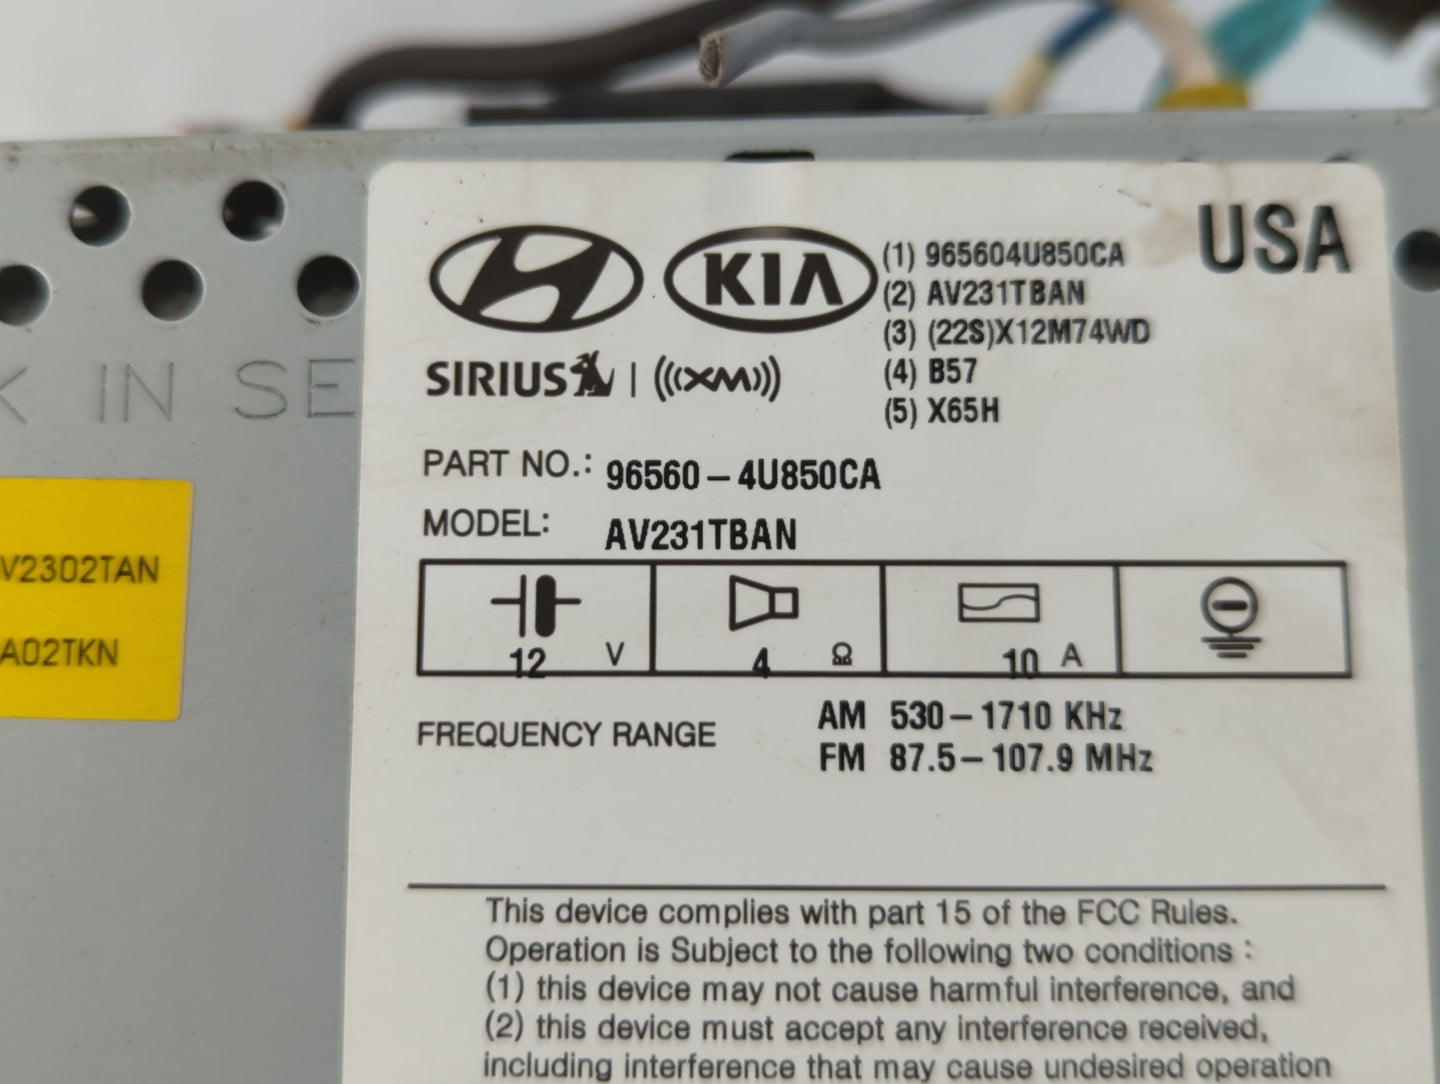 USA
KIA
(1) 965604U850CA
(2) AV231TBAN
(3) (22S)X12M74WD
(4) B57
(5) X65H
SIRIUS | (((XM)))
K IN SE
PART NO.: 96560-4U850CA
MODEL: AV231TBAN
V2302TAN
A02TKN
12 V 4 Ω 10 A
FREQUENCY RANGE
AM 530-1710 KHz
FM 87.5-107.9 MHz
This device complies with part 15 of the FCC Rules.
Operation is Subject to the following two conditions :
(1) this device may not cause harmful interference, and
(2) this device must accept any interference received,
including interference that may cause undesired operation